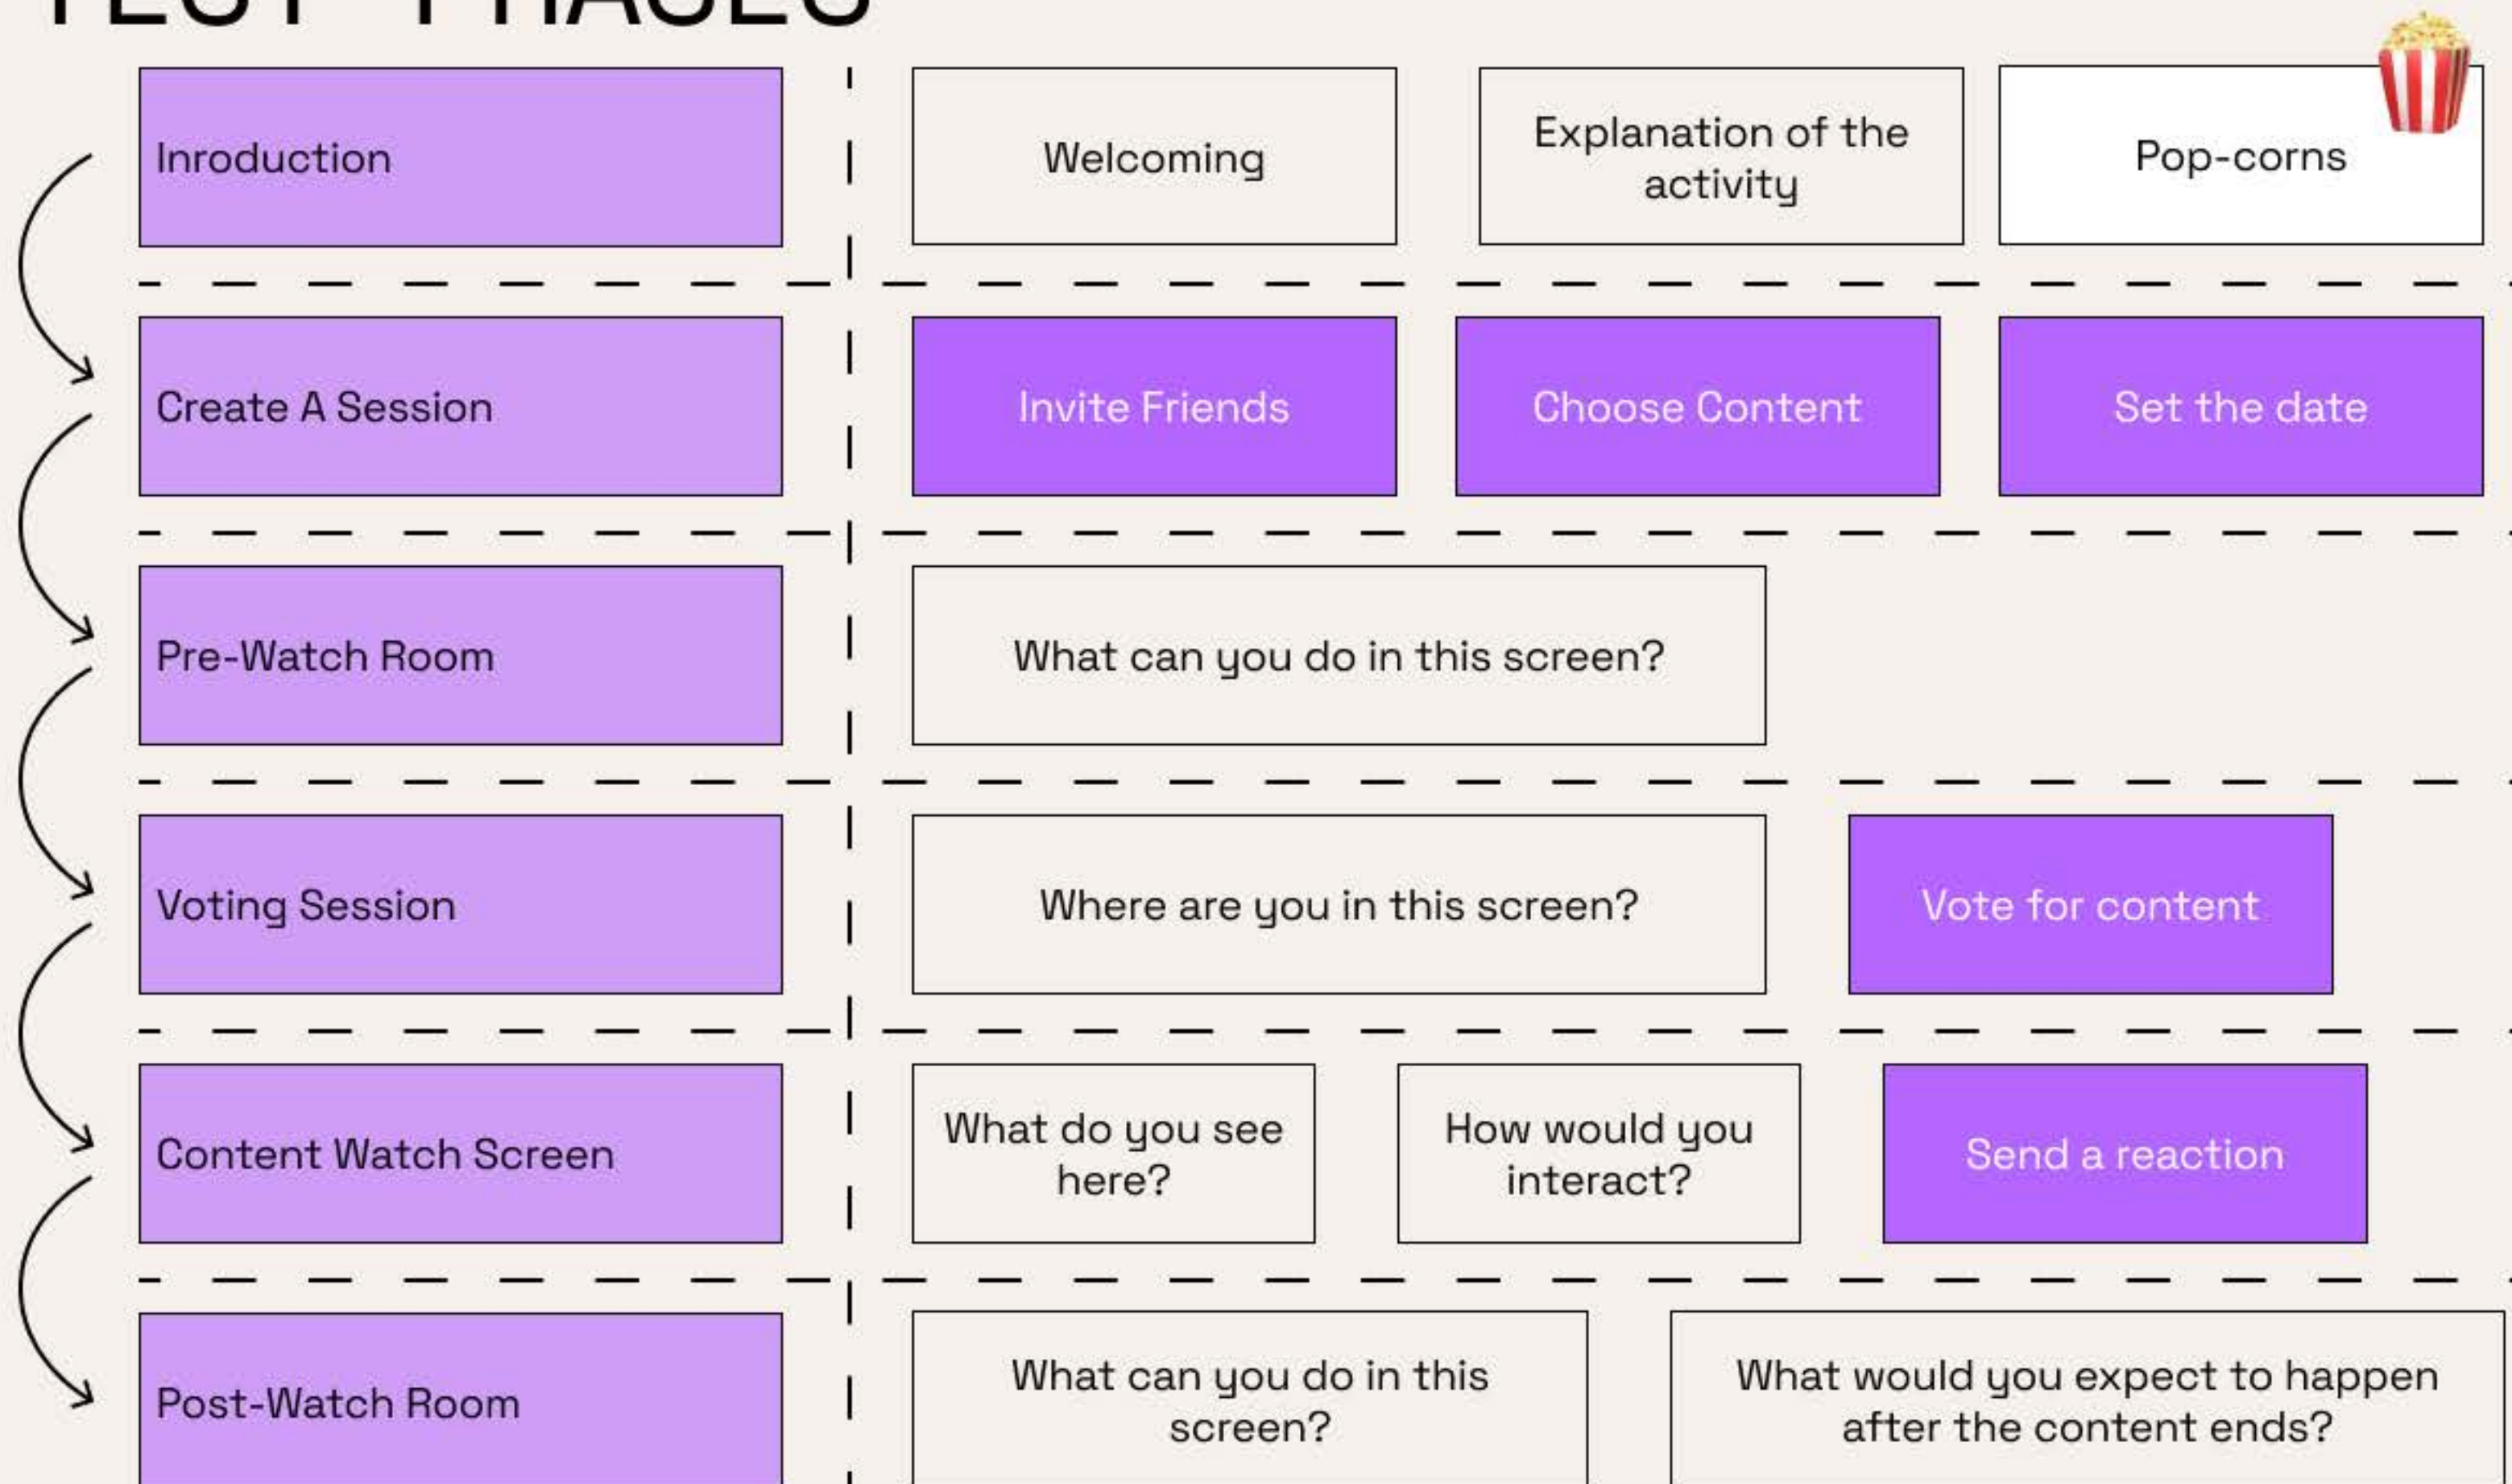 TEST PHASES
Inroduction
Welcoming
Explanation of the
activity
Pop-corns
Create A Session
Invite Friends
Choose Content
Set the date
Pre-Watch Room
What can you do in this screen?
Voting Session
Where are you in this screen?
Vote for content
Content Watch Screen
What do you see
here?
How would you
interact?
Send a reaction
Post-Watch Room
What can you do in this
screen?
What would you expect to happen
after the content ends?